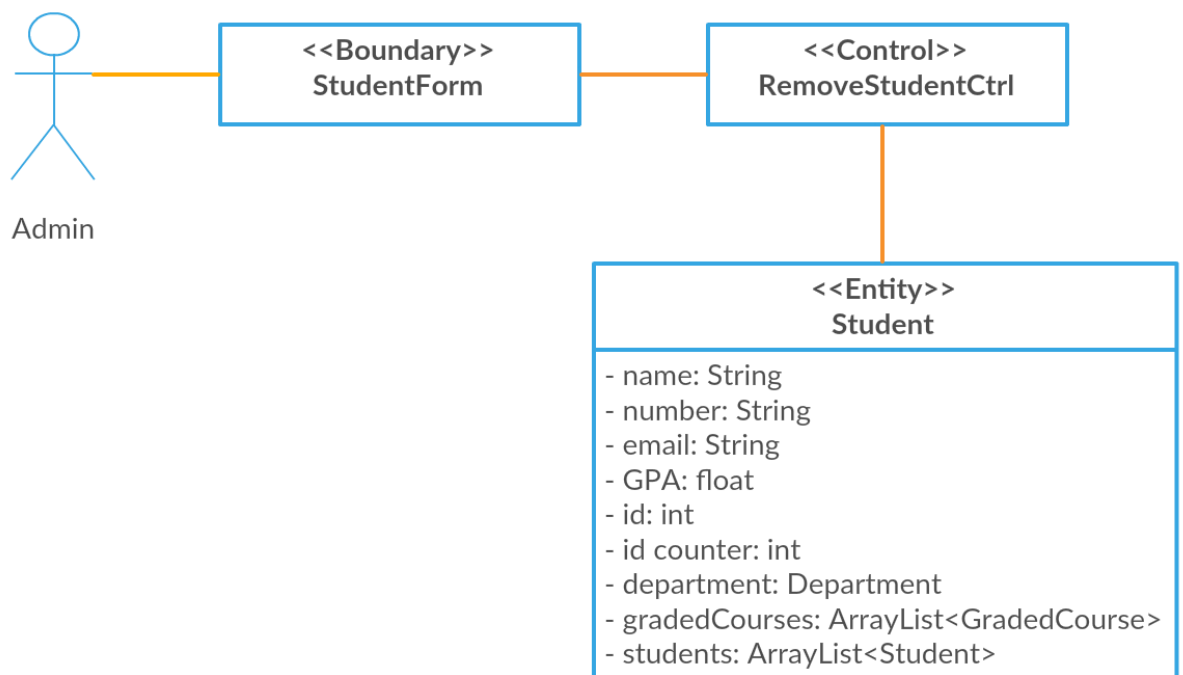 <<Boundary>>
StudentForm
<<Control>>
RemoveStudentCtrl
Admin
<<Entity>>
Student
- name: String
- number: String
- email: String
- GPA: float
- id: int
- id counter: int
- department: Department
- gradedCourses: ArrayList<GradedCourse>
- students: ArrayList<Student>